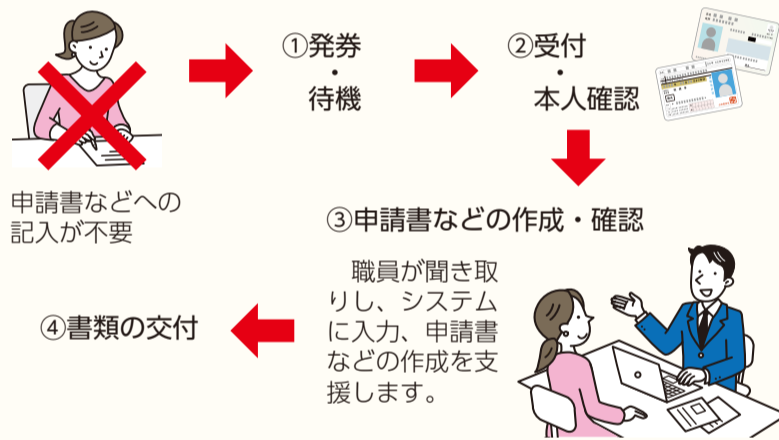 ①発券
・
待機
②受付
・
本人確認
申請書などへの
記入が不要
③申請書などの作成・確認
職員が聞き取
りし、システム
に入力、申請書
などの作成を支
援します。
④書類の交付